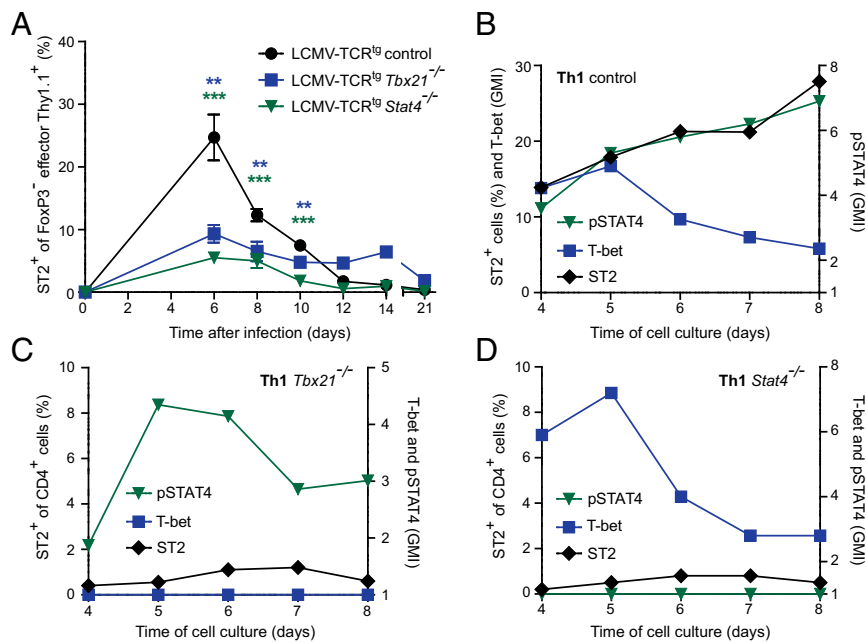 A
ST2+ of FoxP3− effector Thy1.1+ (%)
40
30
20
10
0
LCMV-TCRtg control
LCMV-TCRtg Tbx21−/−
LCMV-TCRtg Stat4−/−
**
***
**
***
**
***
0 2 4 6 8 10 12 14 21
Time after infection (days)
B
ST2+ cells (%) and T-bet (GMI)
30
20
10
0
Th1 control
pSTAT4
T-bet
ST2
8
7
6
5
4
3
2
1
pSTAT4 (GMI)
4 5 6 7 8
Time of cell culture (days)
C
ST2+ of CD4+ cells (%)
10
8
6
4
2
0
Th1 Tbx21−/−
pSTAT4
T-bet
ST2
5
4
3
2
1
T-bet and pSTAT4 (GMI)
4 5 6 7 8
Time of cell culture (days)
D
ST2+ of CD4+ cells (%)
10
8
6
4
2
0
Th1 Stat4−/−
pSTAT4
T-bet
ST2
8
7
6
5
4
3
2
1
T-bet and pSTAT4 (GMI)
4 5 6 7 8
Time of cell culture (days)